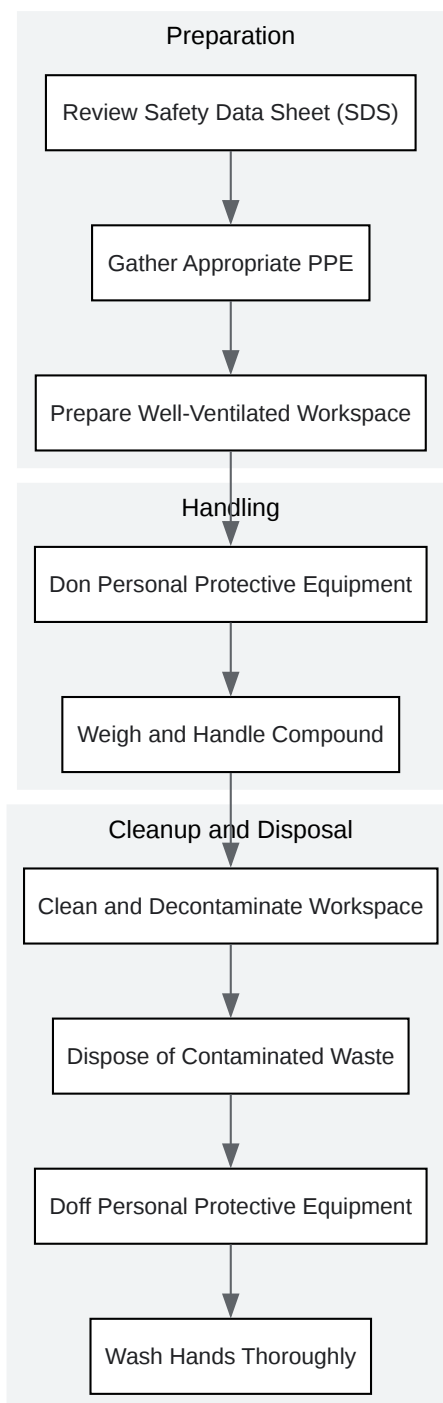 Preparation
Review Safety Data Sheet (SDS)
Gather Appropriate PPE
Prepare Well-Ventilated Workspace
Handling
Don Personal Protective Equipment
Weigh and Handle Compound
Cleanup and Disposal
Clean and Decontaminate Workspace
Dispose of Contaminated Waste
Doff Personal Protective Equipment
Wash Hands Thoroughly